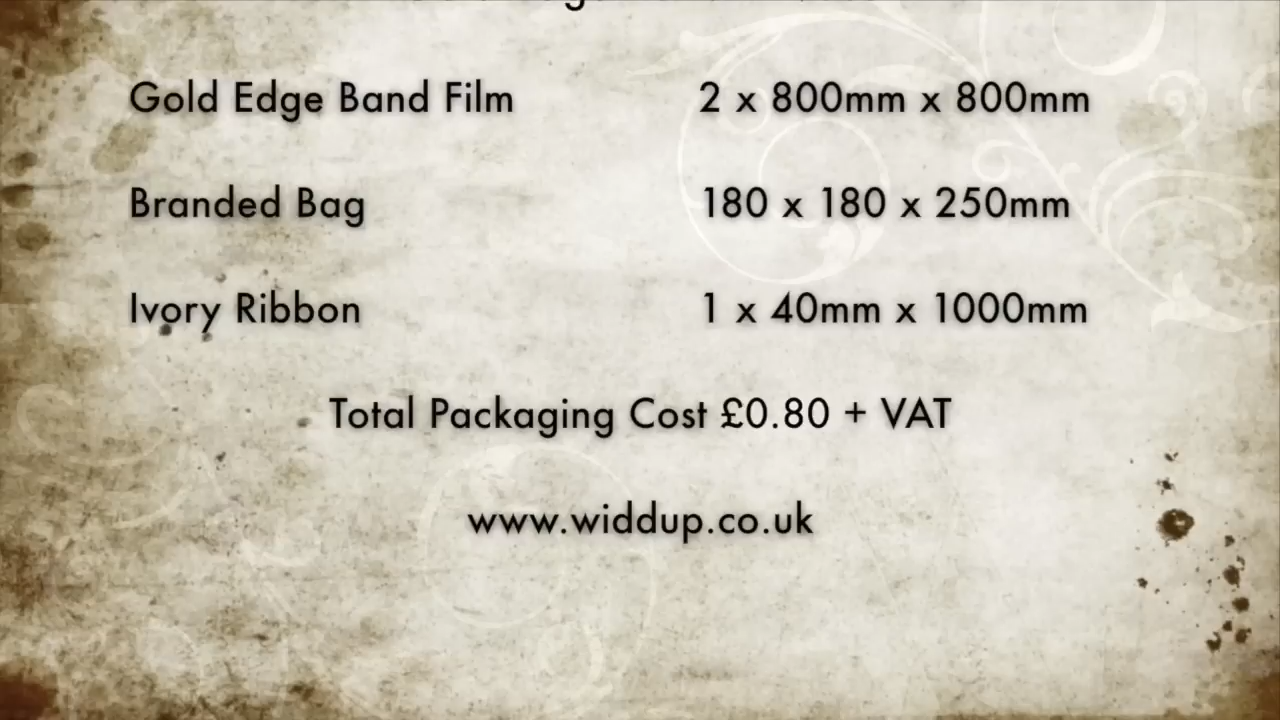 Gold Edge Band Film 2 x 800mm x 800mm
Branded Bag 180 x 180 x 250mm
Ivory Ribbon 1 x 40mm x 1000mm
Total Packaging Cost £0.80 + VAT
www.widdup.co.uk